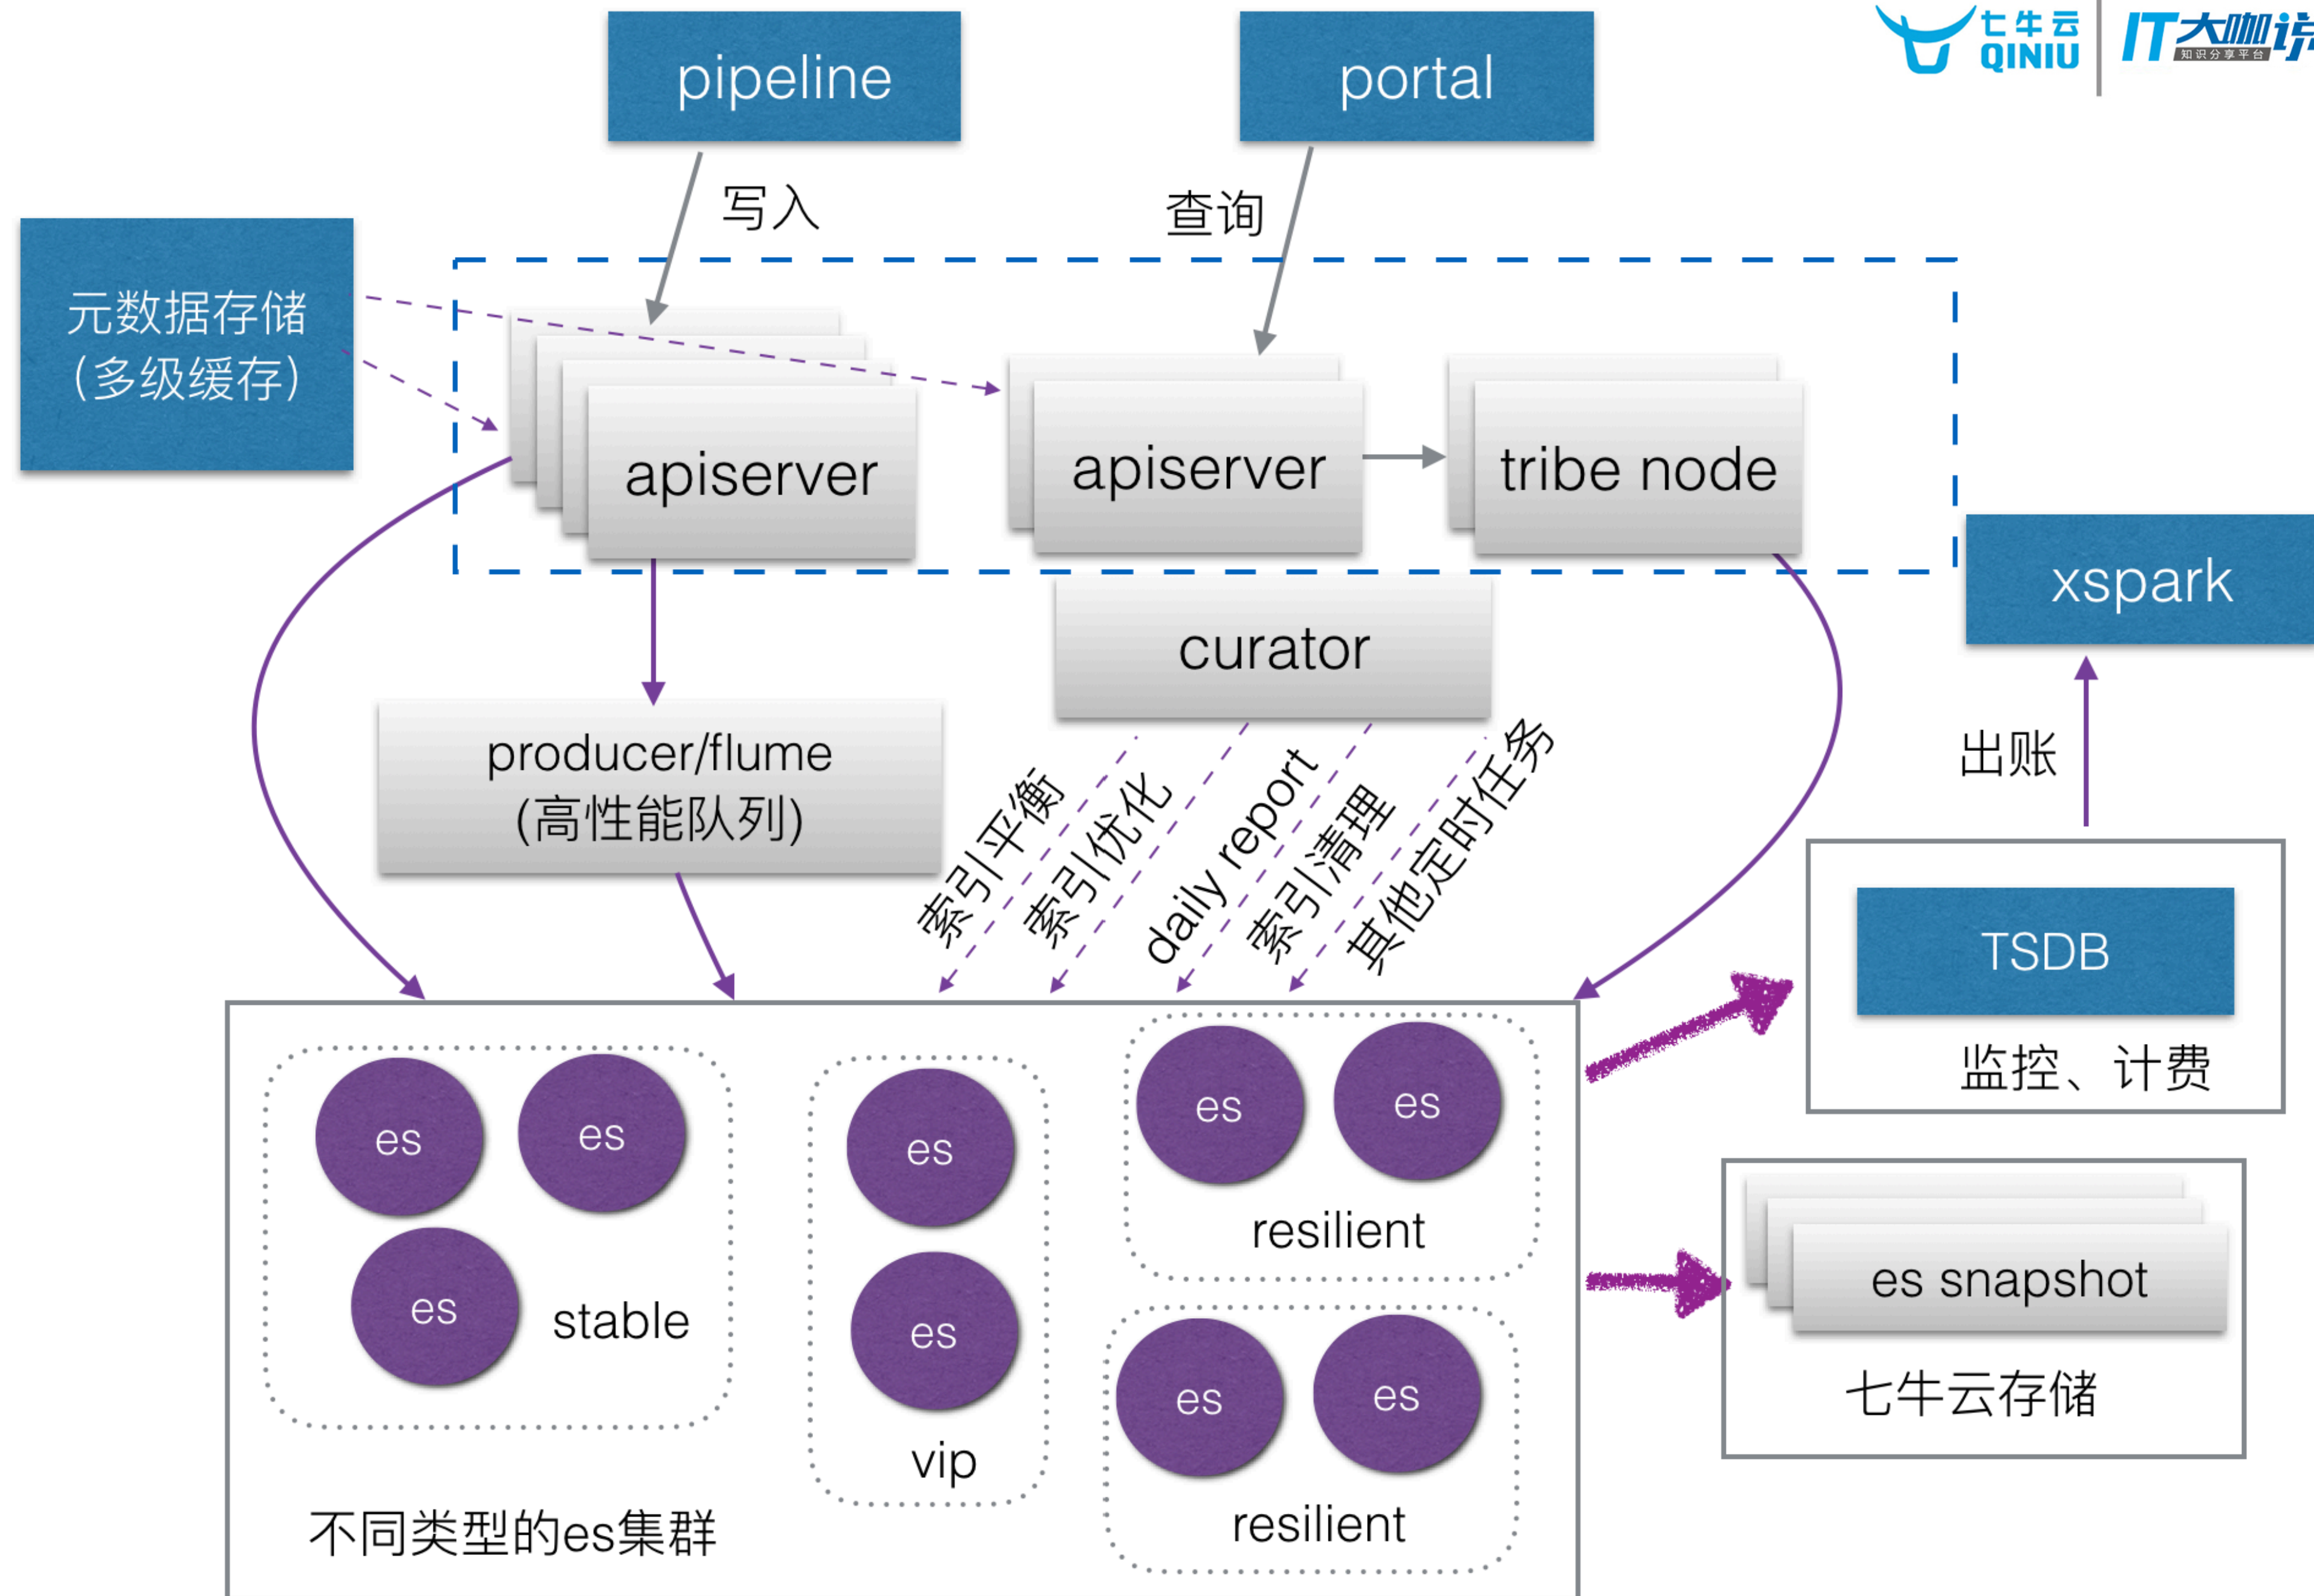 七牛云
QINIU
IT大咖说
知识分享平台
pipeline
portal
写入
查询
元数据存储
(多级缓存)
apiserver
apiserver
tribe node
xspark
curator
producer/flume
(高性能队列)
索引平衡
索引优化
daily report
索引清理
其他定时任务
出账
TSDB
监控、计费
es
es
es
stable
es
es
vip
es
es
resilient
es
es
resilient
不同类型的es集群
es snapshot
七牛云存储